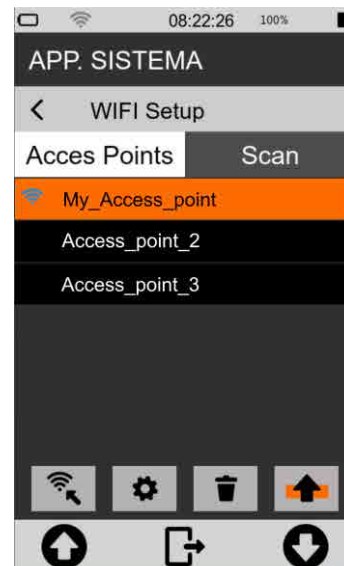 08:22:26 100%
APP. SISTEMA
WIFI Setup
Acces Points Scan
My_Access_point
Access_point_2
Access_point_3